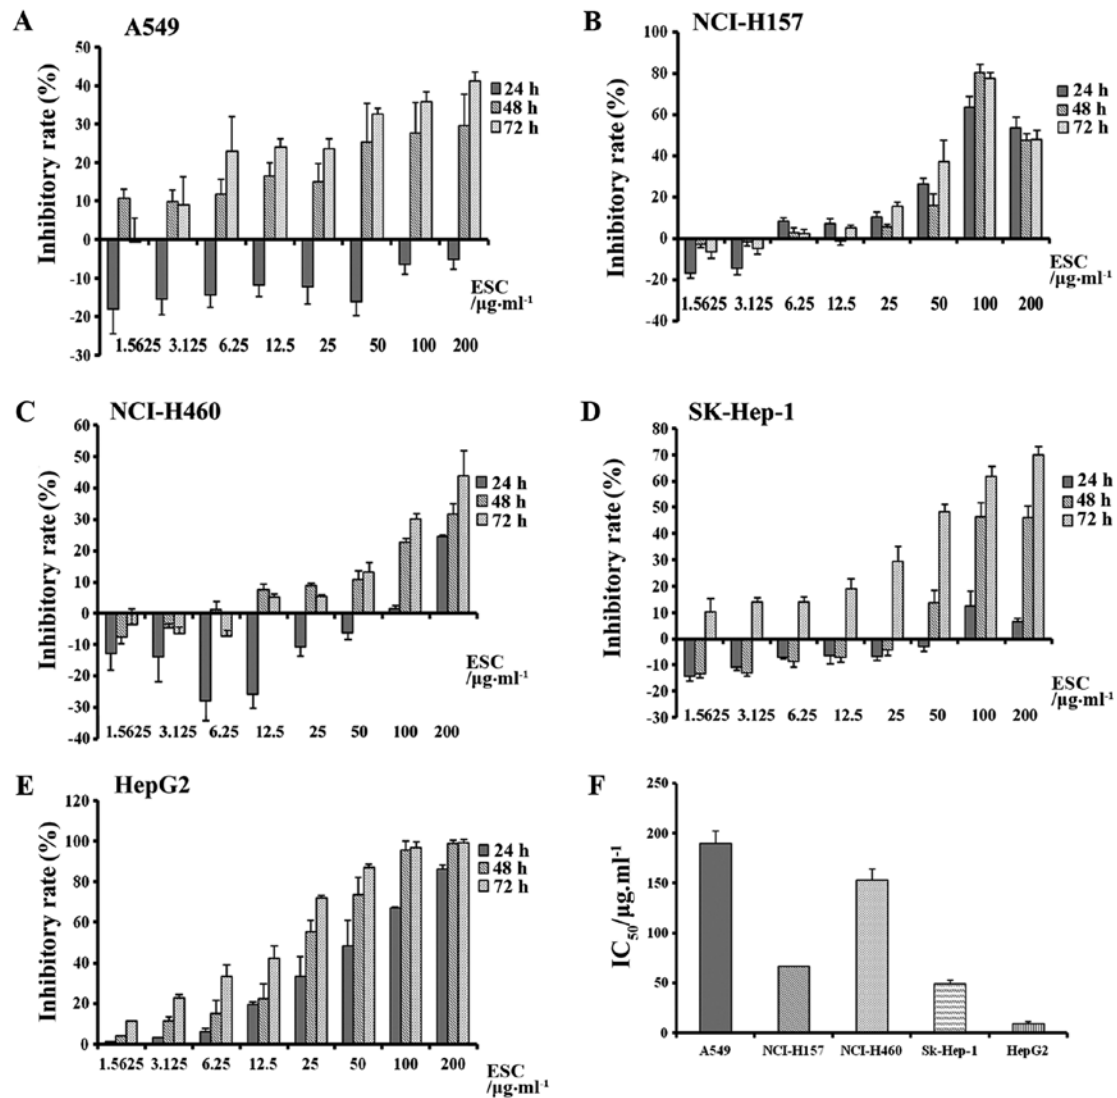 A
A549
Inhibitory rate (%)
50
40
30
20
10
0
-10
-20
-30
24 h
48 h
72 h
ESC
/μg·ml⁻¹
1.5625 3.125 6.25 12.5 25 50 100 200
B
NCI-H157
Inhibitory rate (%)
100
80
60
40
20
0
-20
-40
24 h
48 h
72 h
ESC
/μg·ml⁻¹
1.5625 3.125 6.25 12.5 25 50 100 200
C
NCI-H460
Inhibitory rate (%)
60
50
40
30
20
10
0
-10
-20
-30
-40
24 h
48 h
72 h
ESC
/μg·ml⁻¹
1.5625 3.125 6.25 12.5 25 50 100 200
D
SK-Hep-1
Inhibitory rate (%)
80
70
60
50
40
30
20
10
0
-10
-20
-30
24 h
48 h
72 h
ESC
/μg·ml⁻¹
1.5625 3.125 6.25 12.5 25 50 100 200
E
HepG2
Inhibitory rate (%)
120
100
80
60
40
20
0
24 h
48 h
72 h
1.5625 3.125 6.25 12.5 25 50 100 200
ESC
/μg·ml⁻¹
F
IC₅₀/μg.ml⁻¹
250
200
150
100
50
0
A549 NCI-H157 NCI-H460 Sk-Hep-1 HepG2